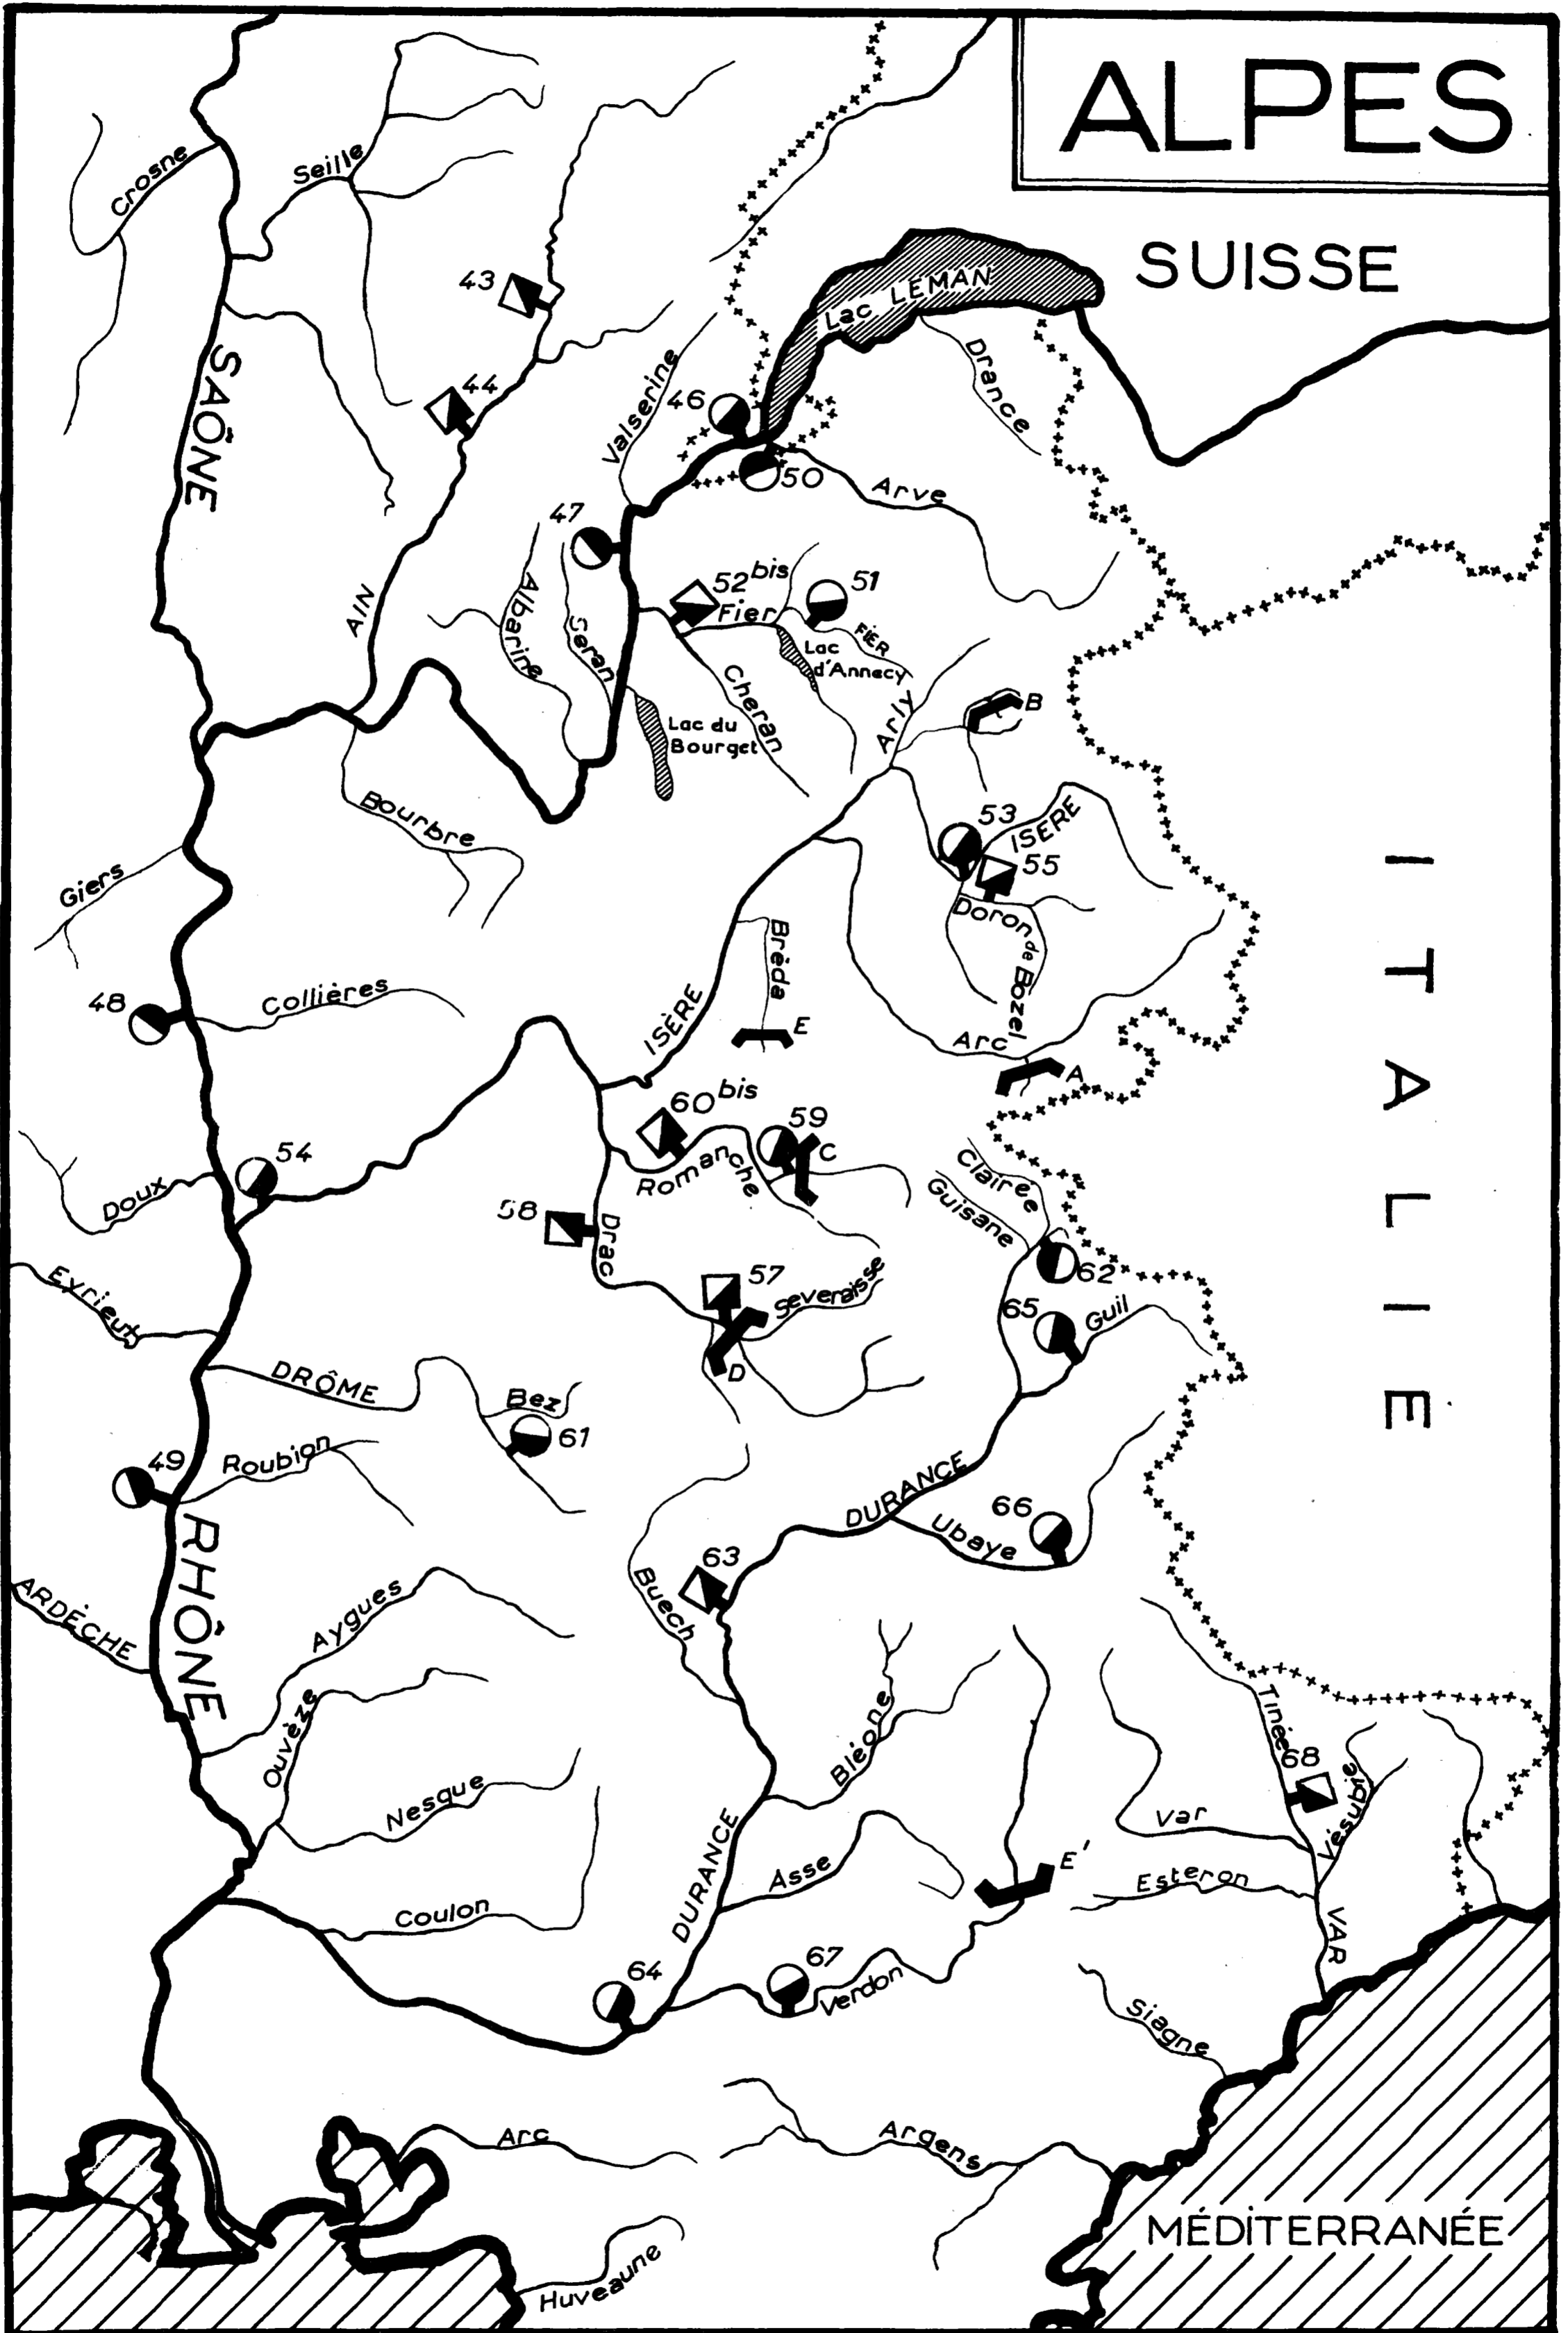 ALPES
SUISSE
Crosne
Seille
43
Lac LÉMAN
SAÔNE
44
Valserine
46
Drance
50
Arve
47
AIN
Albarine
Seran
52 bis
51
Fier
FIER
Lac
d'Annecy
Cheran
Arly
B
Lac du
Bourget
Bourbre
53
ISÈRE
55
Giers
Doron de Bozel
ITALIE
Bréda
48
Collières
ISÈRE
E
Arc
A
60 bis
59
C
54
Romanche
Doux
Clairée
Guisane
58
Drac
62
57
Severaisse
Eyrieux
65
Guil
D
DRÔME
Bez
61
49
Roubion
DURANCE
66
Ubaye
RHÔNE
63
Buech
ARDÈCHE
Aygues
Ouvèze
Bléone
Tinée
68
Vésubie
Nesque
Var
DURANCE
Asse
E'
Esteron
Coulon
VAR
64
67
Verdon
Siagne
Arc
Argens
MÉDITERRANÉE
Huveaune